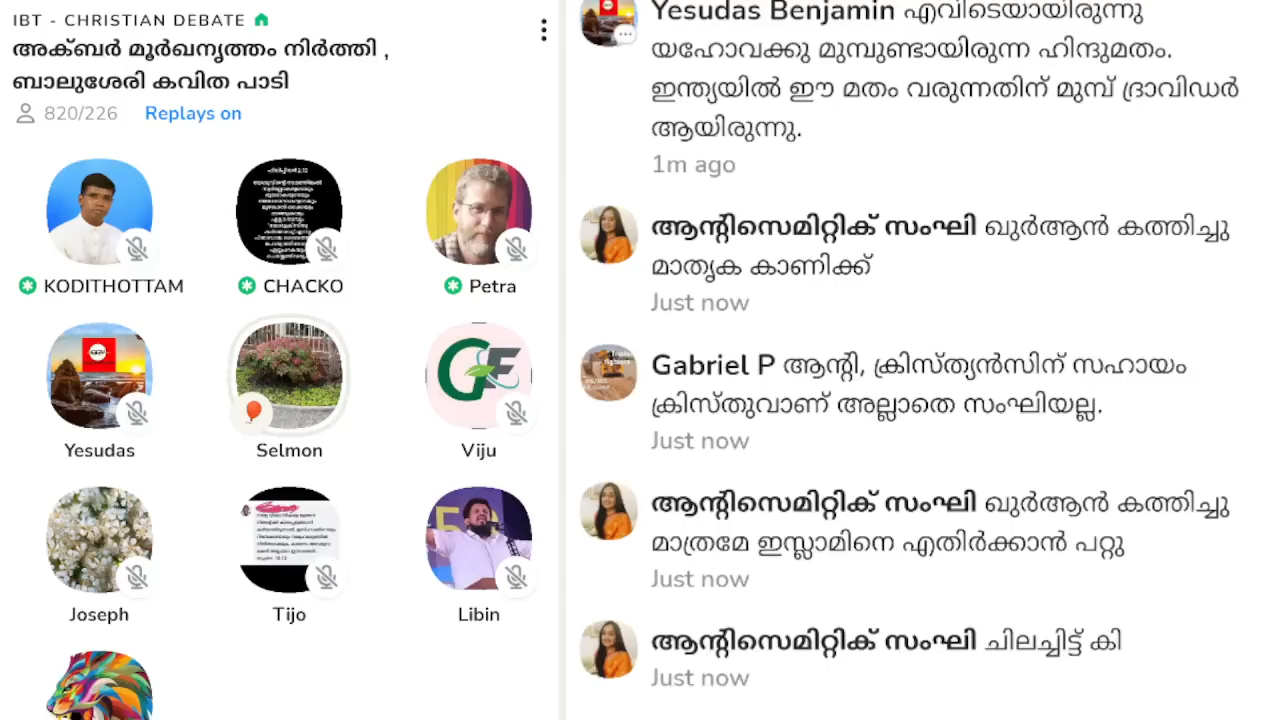 IBT - CHRISTIAN DEBATE
അക്ബർ മൂർഖനൃത്തം നിർത്തി ,
ബാലുശേരി കവിത പാടി
820/226 Replays on
KODITHOTTAM CHACKO Petra
Yesudas Selmon Viju
Joseph Tijo Libin
Yesudas Benjamin എവിടെയായിരുന്നു
യഹോവക്കു മുമ്പുണ്ടായിരുന്ന ഹിന്ദുമതം.
ഇന്ത്യയിൽ ഈ മതം വരുന്നതിന് മുമ്പ് ദ്രാവിഡർ
ആയിരുന്നു.
1m ago
ആന്റിസെമിറ്റിക് സംഘി ഖുർആൻ കത്തിച്ചു
മാതൃക കാണിക്ക്
Just now
Gabriel P ആന്റി, ക്രിസ്ത്യൻസിന് സഹായം
ക്രിസ്തുവാണ് അല്ലാതെ സംഘിയല്ല.
Just now
ആന്റിസെമിറ്റിക് സംഘി ഖുർആൻ കത്തിച്ചു
മാത്രമേ ഇസ്ലാമിനെ എതിർക്കാൻ പറ്റു
Just now
ആന്റിസെമിറ്റിക് സംഘി ചിലച്ചിട്ട് കി
Just now